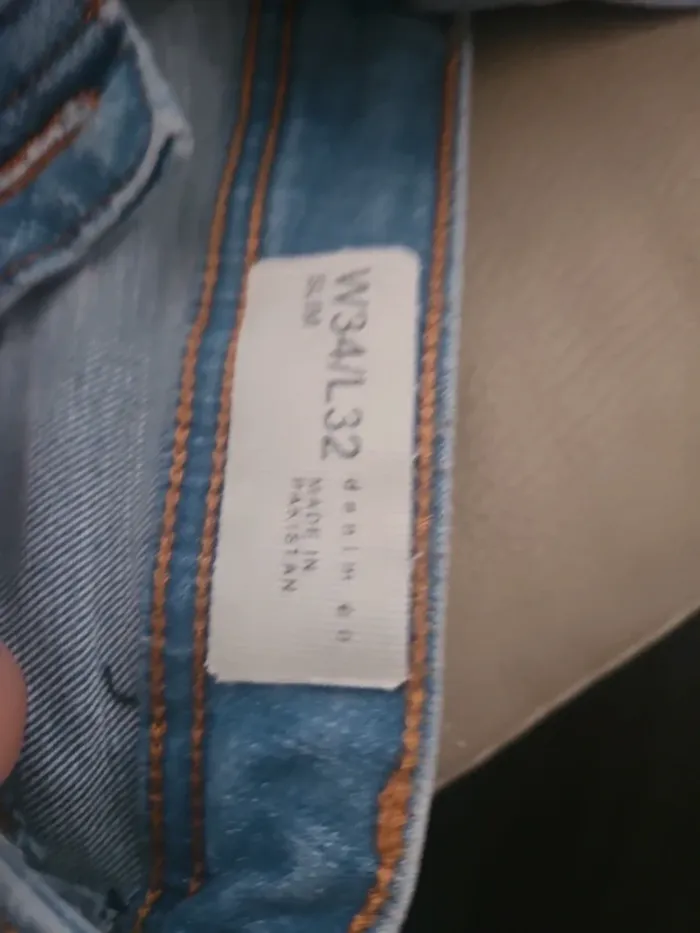 W34/L32 denim co
SLIM MADE IN
PAKISTAN